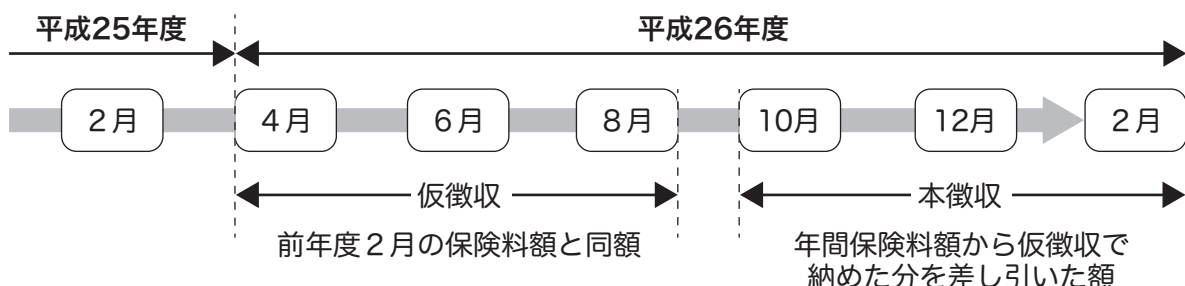 平成25年度
平成26年度
2月
4月
6月
8月
10月
12月
2月
仮徴収
本徴収
前年度2月の保険料額と同額
年間保険料額から仮徴収で
納めた分を差し引いた額